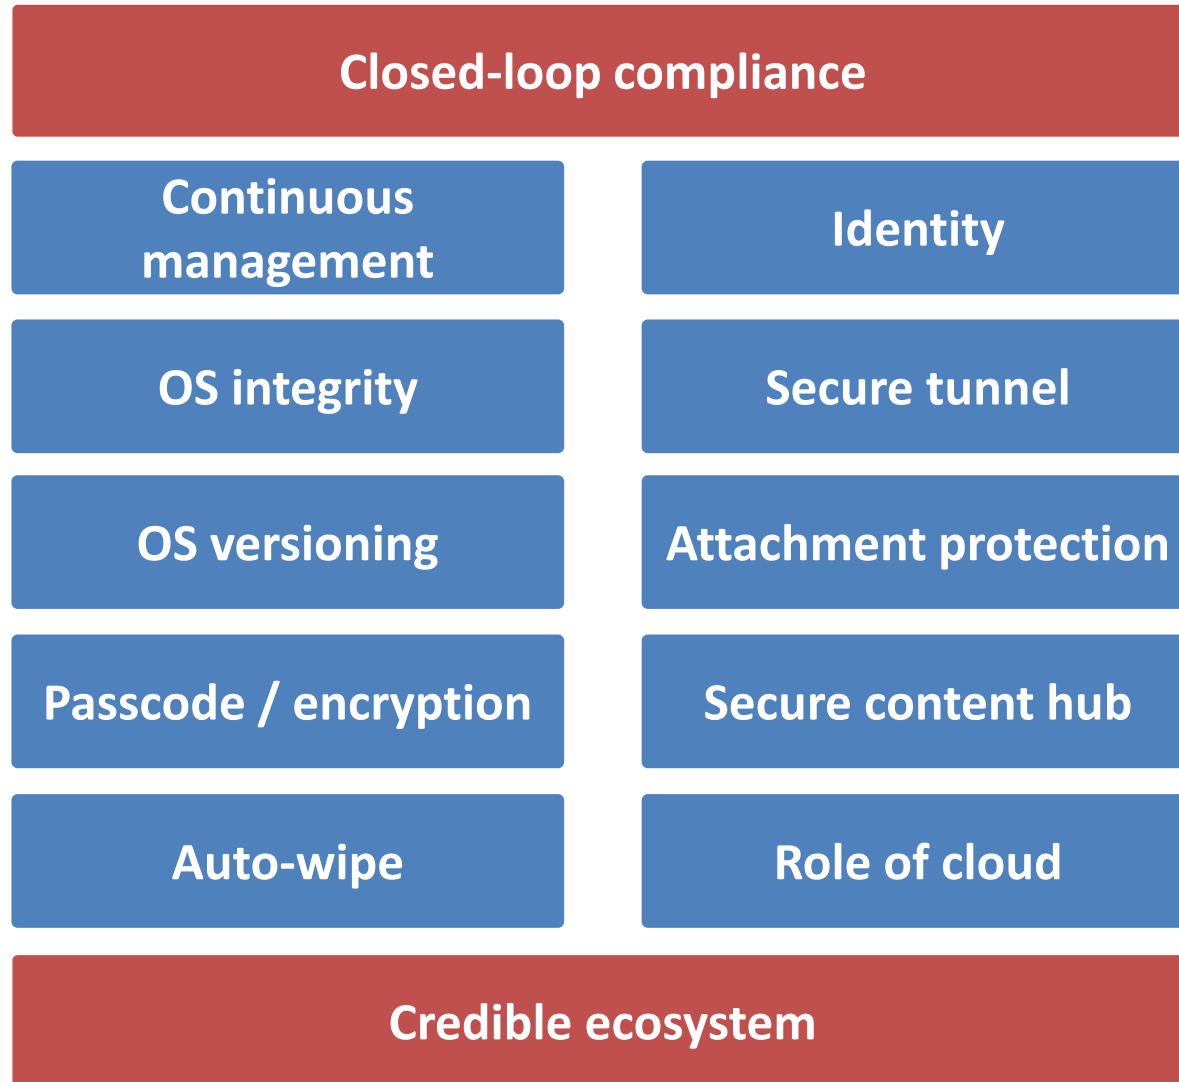 Closed-loop compliance
Continuous
management
Identity
OS integrity
Secure tunnel
OS versioning
Attachment protection
Passcode / encryption
Secure content hub
Auto-wipe
Role of cloud
Credible ecosystem